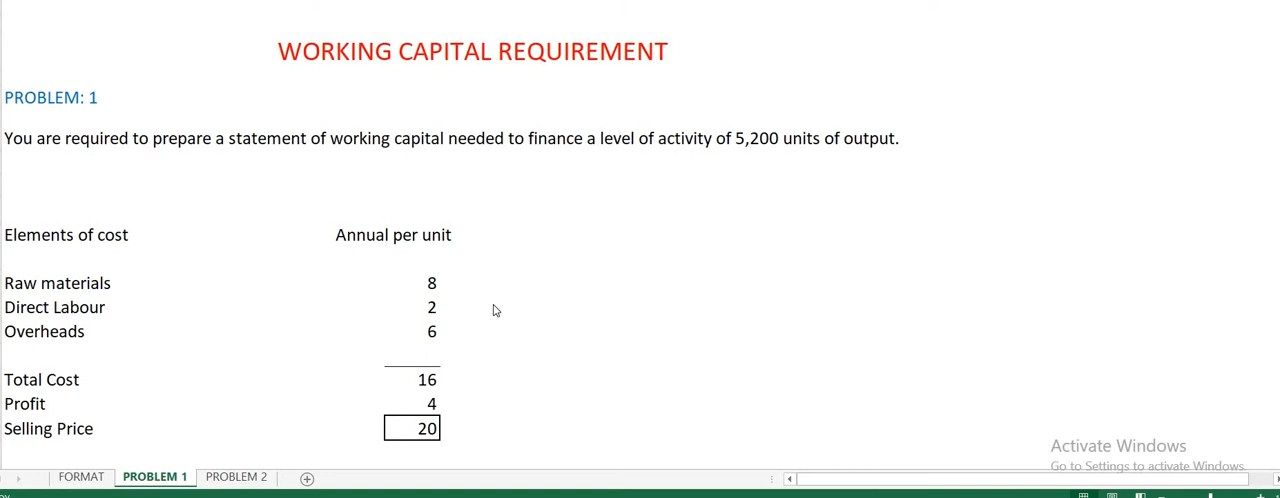 WORKING CAPITAL REQUIREMENT
PROBLEM: 1
You are required to prepare a statement of working capital needed to finance a level of activity of 5,200 units of output.
Elements of cost Annual per unit
Raw materials 8
Direct Labour 2
Overheads 6
Total Cost 16
Profit 4
Selling Price 20
Activate Windows
Go to Settings to activate Windows.
FORMAT PROBLEM 1 PROBLEM 2